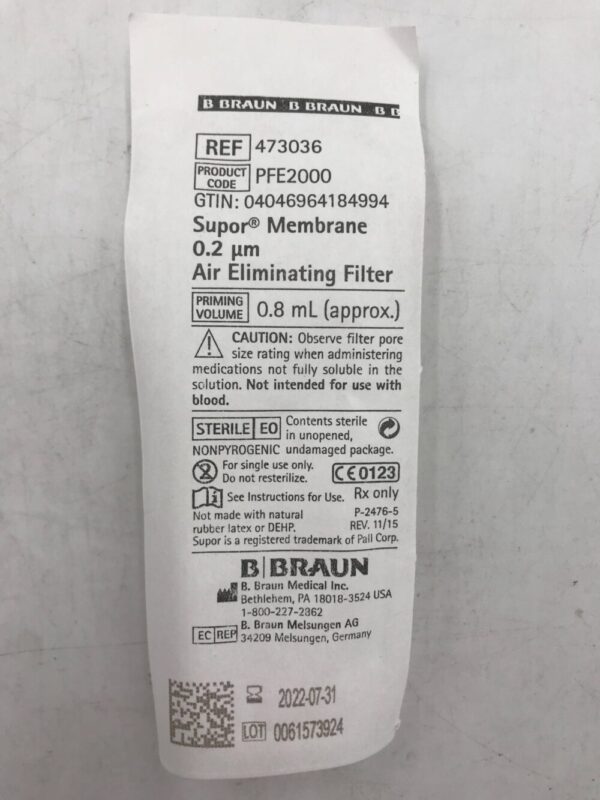 B BRAUN B BRAUN B B
REF 473036
PRODUCT CODE PFE2000
GTIN: 04046964184994
Supor® Membrane
0.2 µm
Air Eliminating Filter
PRIMING VOLUME 0.8 mL (approx.)
CAUTION: Observe filter pore
size rating when administering
medications not fully soluble in the
solution. Not intended for use with
blood.
STERILE EO Contents sterile
in unopened,
NONPYROGENIC undamaged package.
For single use only.
Do not resterilize.
CE 0123
See Instructions for Use. Rx only
Not made with natural
rubber latex or DEHP.
P-2476-5
REV. 11/15
Supor is a registered trademark of Pall Corp.
B|BRAUN
B. Braun Medical Inc.
Bethlehem, PA 18018-3524 USA
1-800-227-2862
EC REP B. Braun Melsungen AG
34209 Melsungen, Germany
2022-07-31
LOT 0061573924